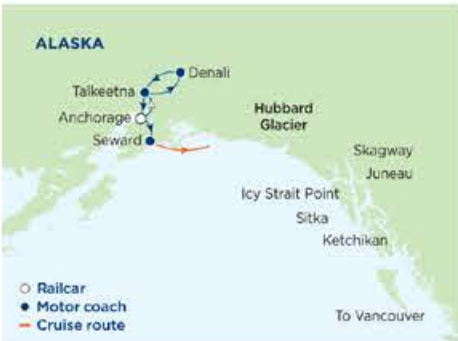 ALASKA
Denali
Talkeetna
Anchorage
Seward
Hubbard
Glacier
Skagway
Juneau
Icy Strait Point
Sitka
Ketchikan
To Vancouver
Railcar
Motor coach
Cruise route